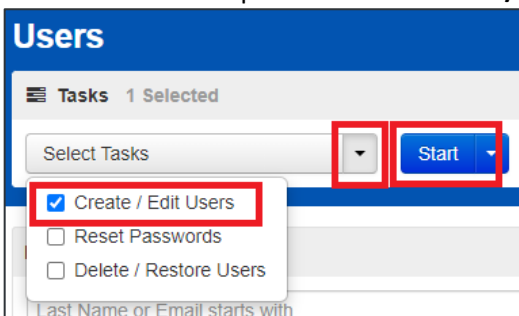 Users
Tasks 1 Selected
Select Tasks
Start
Create / Edit Users
Reset Passwords
Delete / Restore Users
Last Name or Email starts with